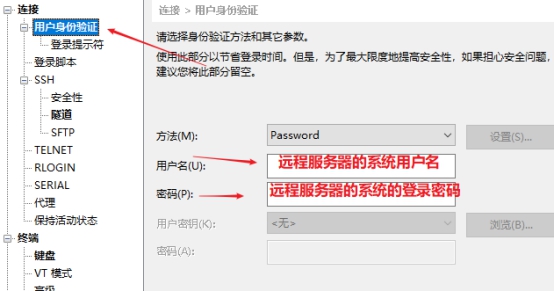 连接
用户身份验证
登录提示符
登录脚本
SSH
安全性
隧道
SFTP
TELNET
RLOGIN
SERIAL
代理
保持活动状态
终端
键盘
VT 模式
高级
连接 > 用户身份验证
请选择身份验证方法和其它参数。
使用此部分以节省登录时间。但是，为了最大限度地提高安全性，如果担心安全问题，
建议您将此部分留空。
方法(M):
Password
设置(S)...
用户名(U):
远程服务器的系统用户名
密码(P):
远程服务器的系统的登录密码
用户密钥(K):
<无>
浏览(B)...
密码(A):